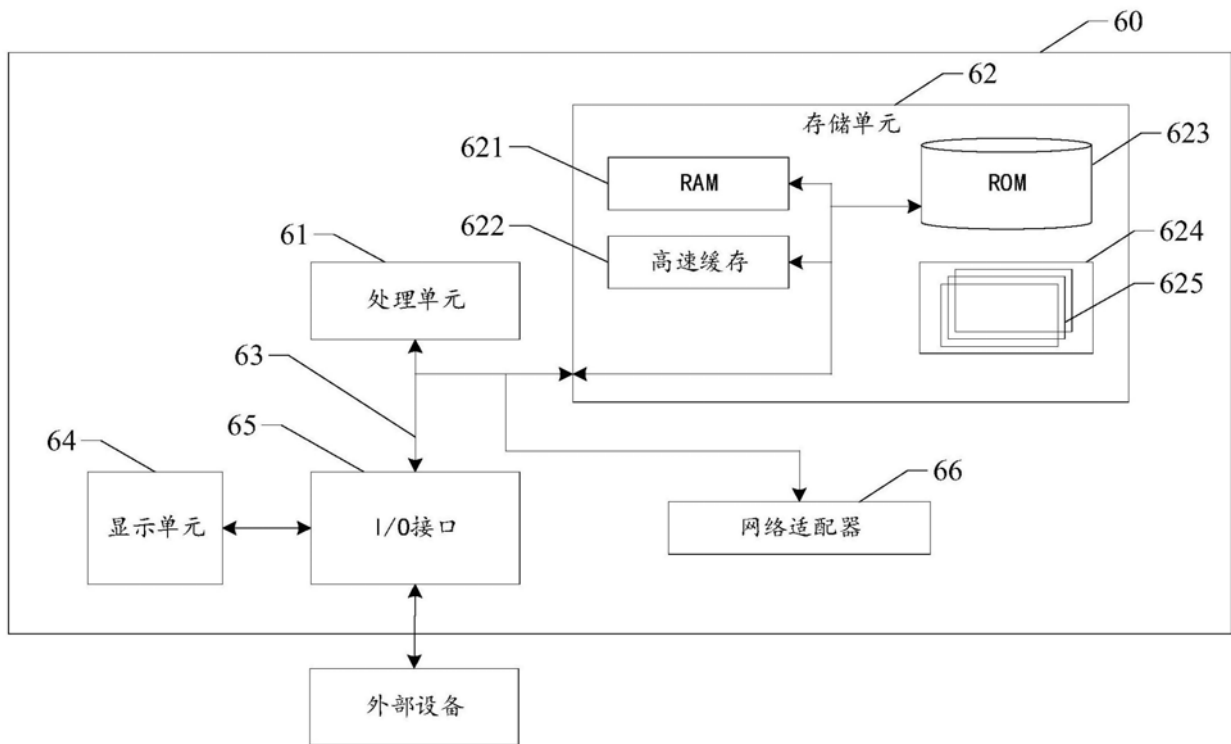 60
62
存储单元
621
RAM
623
ROM
622
高速缓存
624
625
61
处理单元
63
64
显示单元
65
I/O接口
66
网络适配器
外部设备